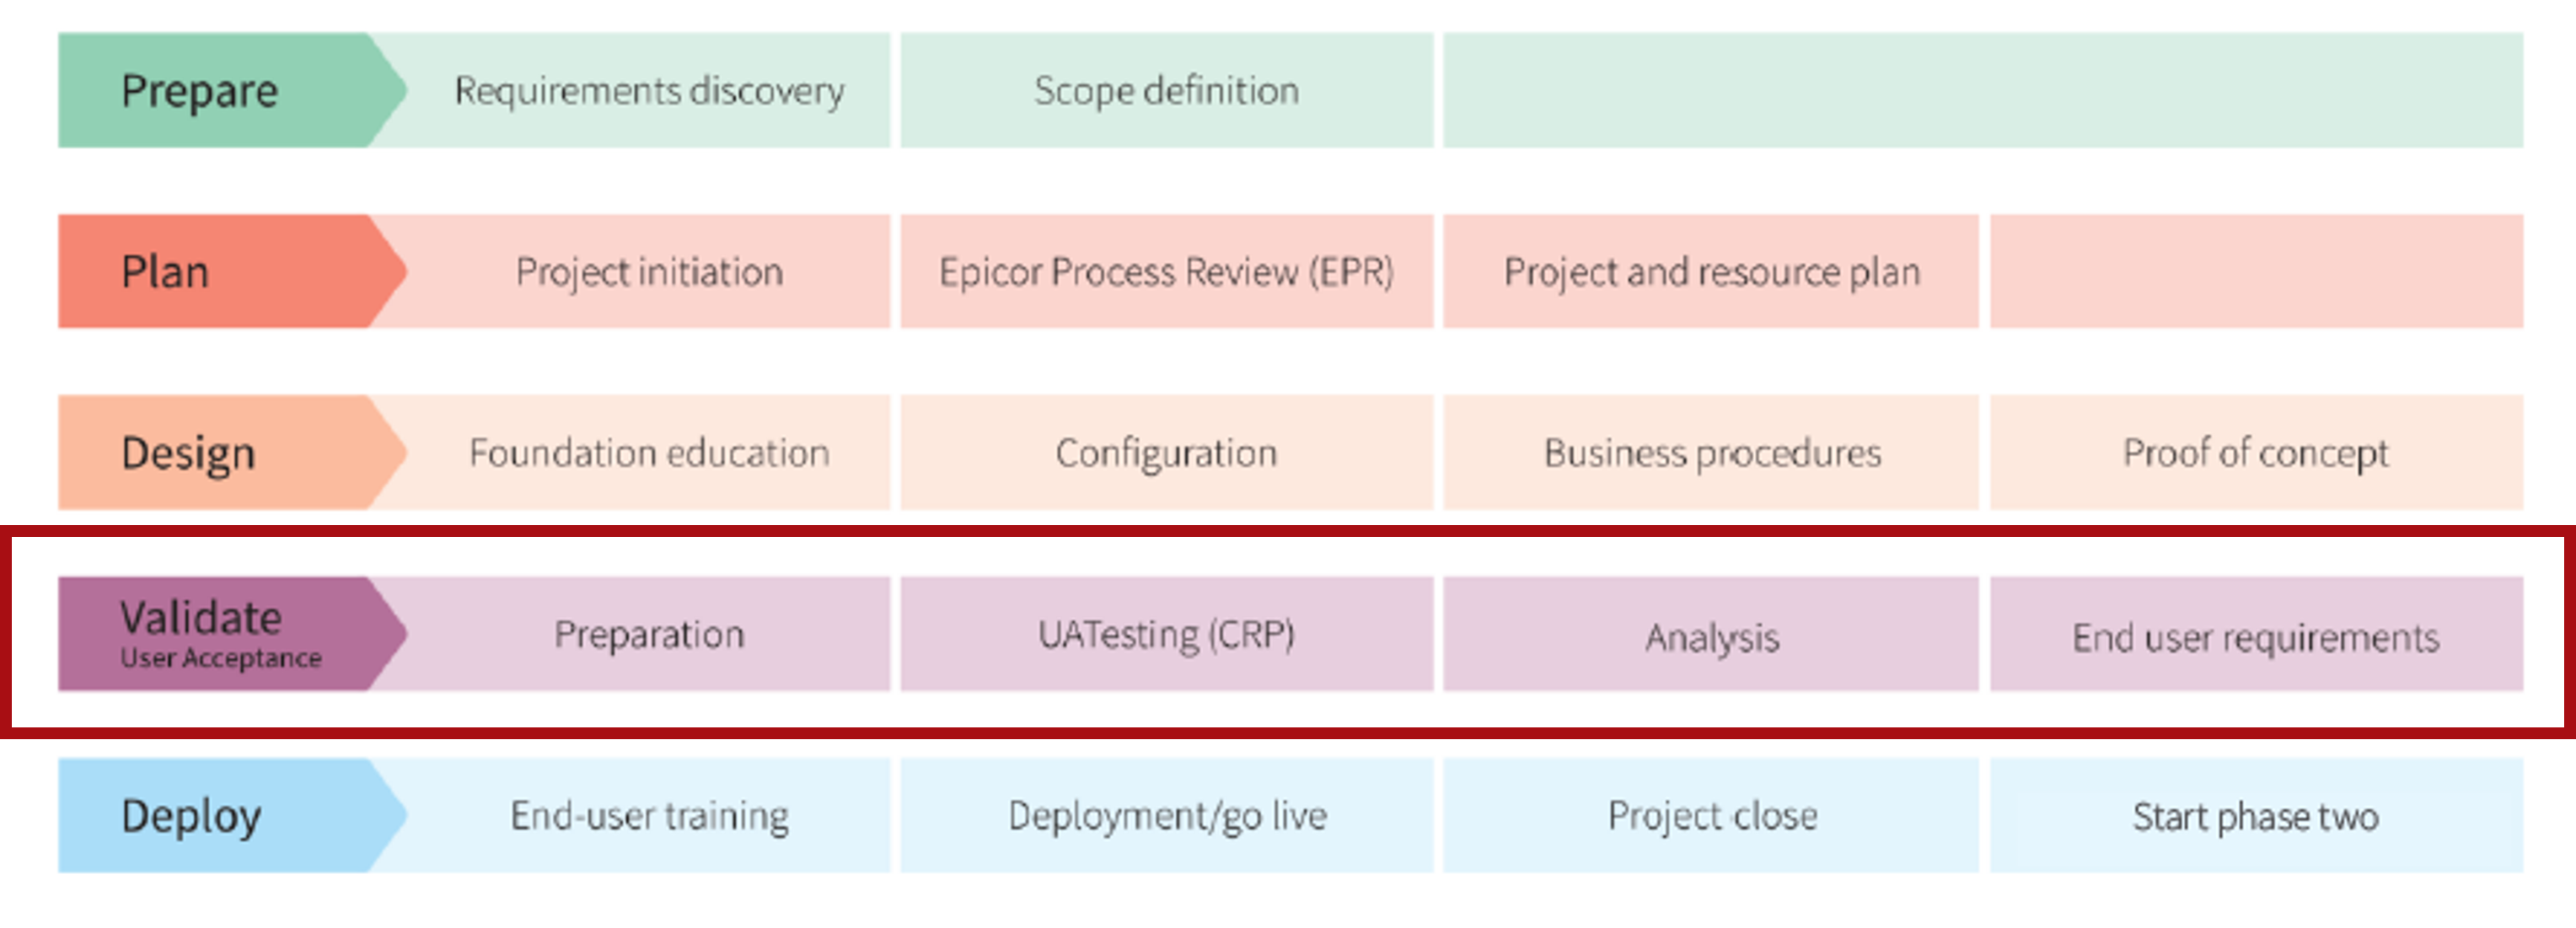 Prepare
Requirements discovery
Scope definition
Plan
Project initiation
Epicor Process Review (EPR)
Project and resource plan
Design
Foundation education
Configuration
Business procedures
Proof of concept
Validate
User Acceptance
Preparation
UATesting (CRP)
Analysis
End user requirements
Deploy
End-user training
Deployment/go live
Project close
Start phase two